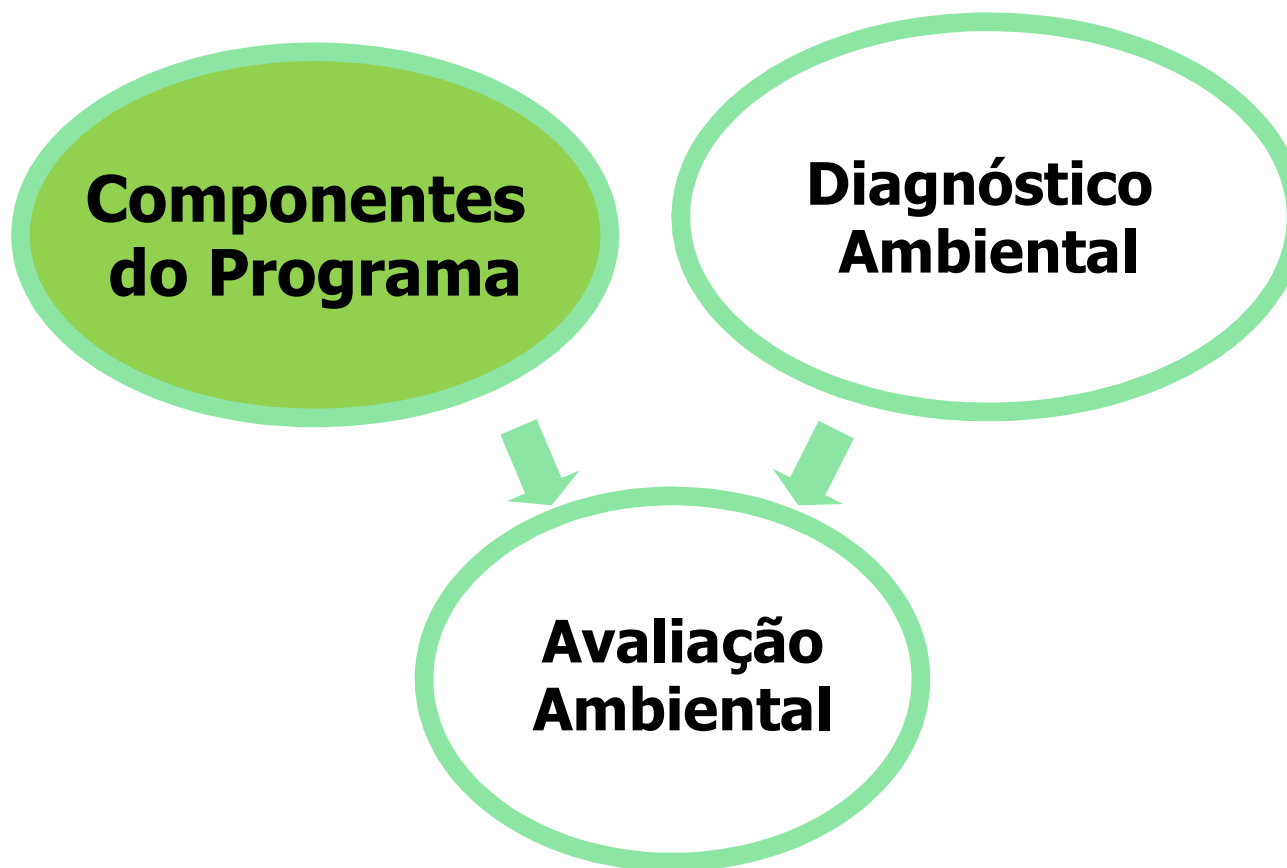 Componentes
do Programa
Diagnóstico
Ambiental
Avaliação
Ambiental